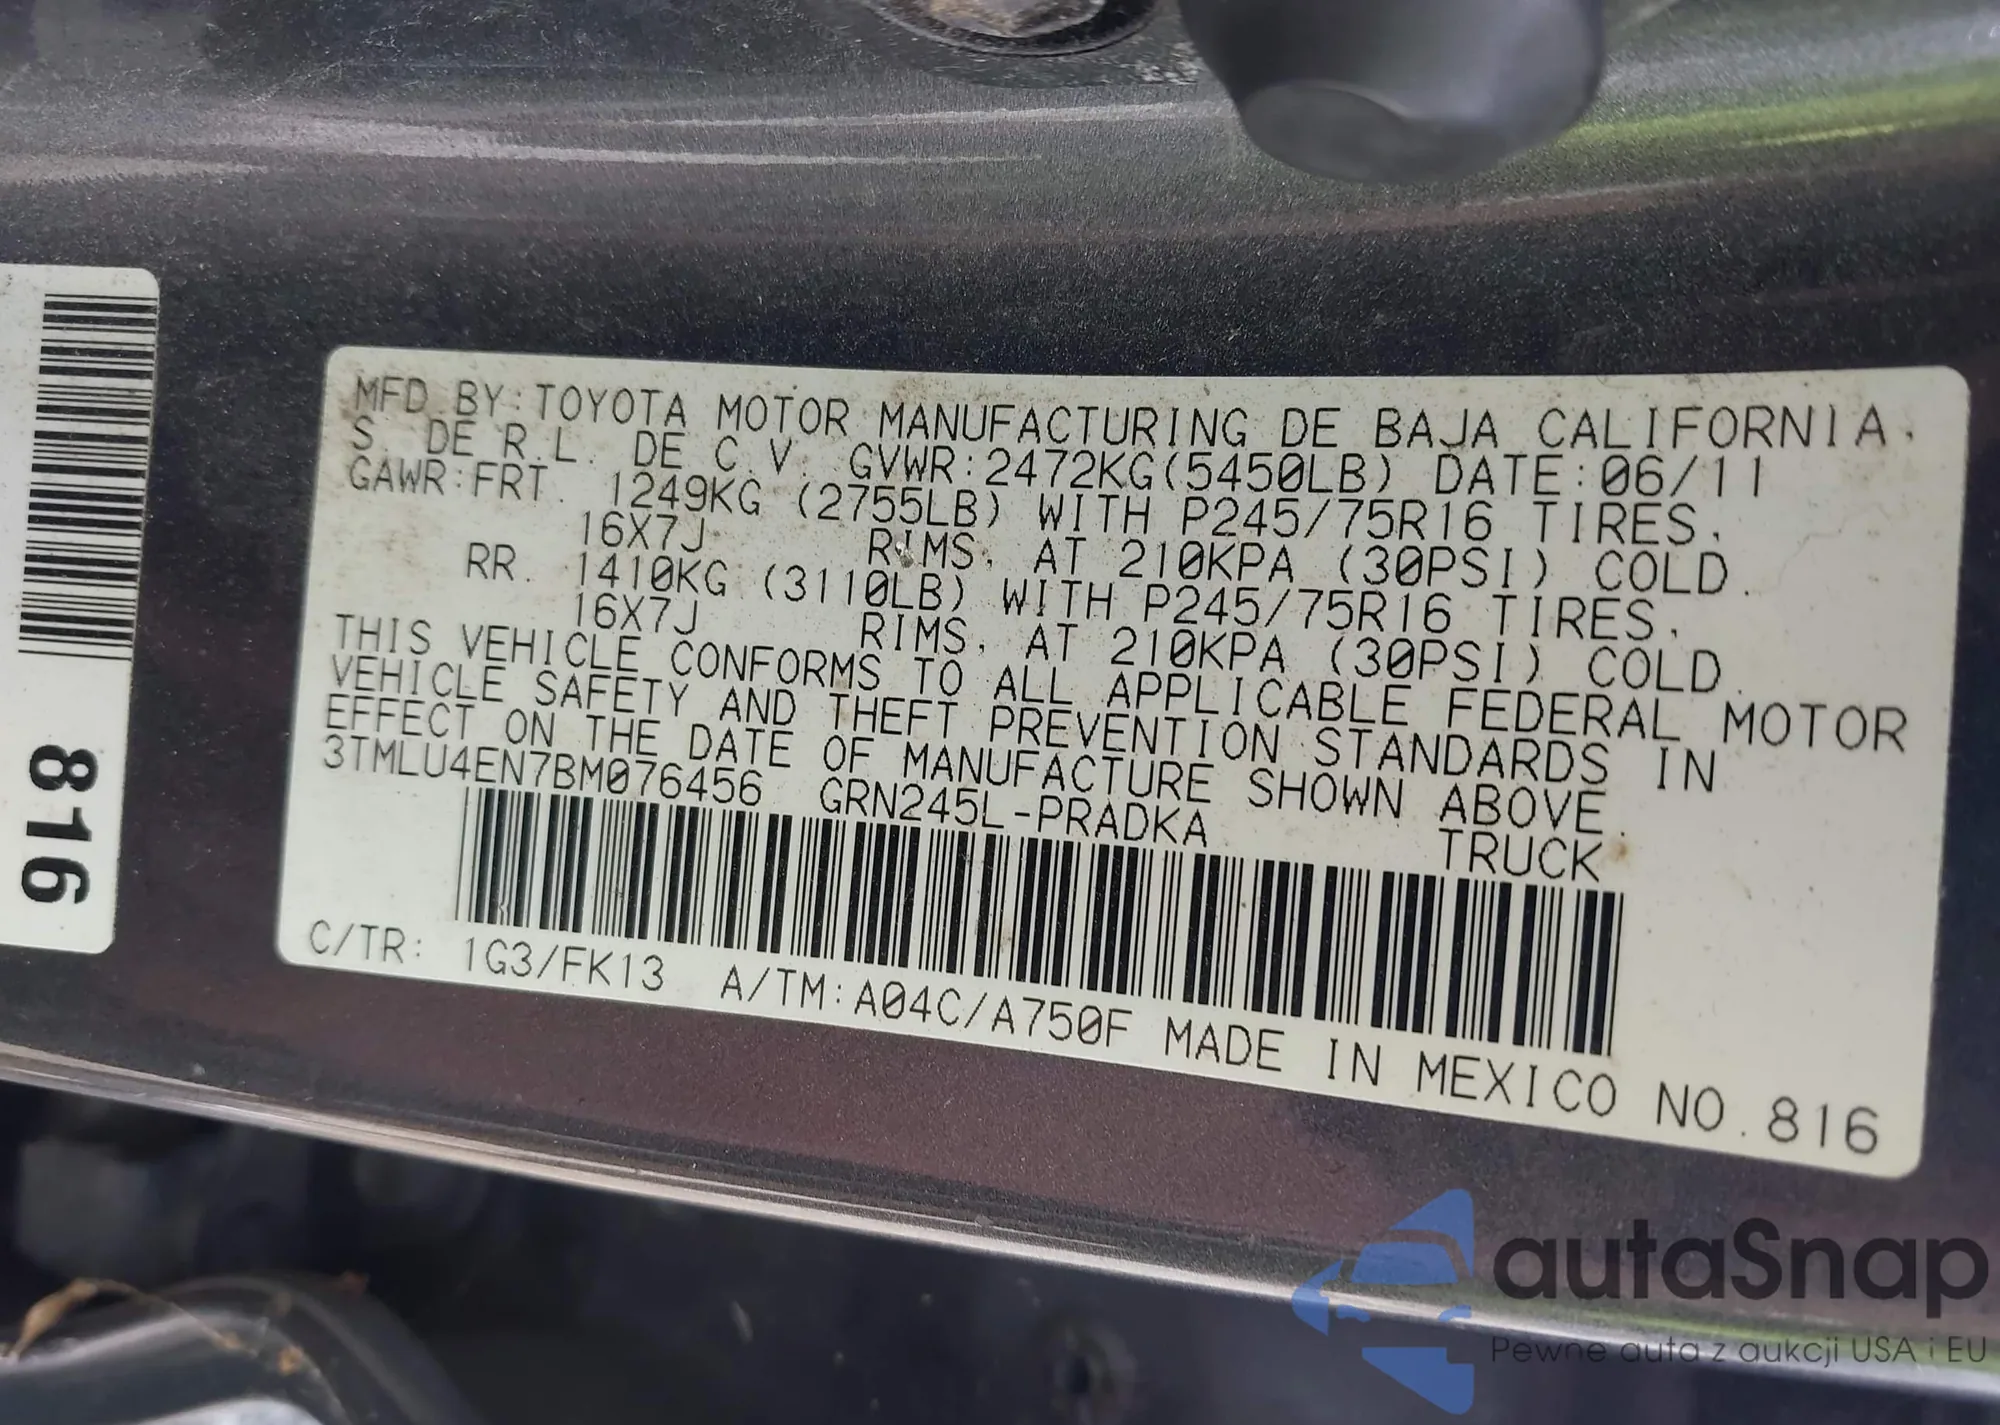 MFD.BY:TOYOTA MOTOR MANUFACTURING DE BAJA CALIFORNIA,
S. DE R.L. DE C.V. GVWR:2472KG(5450LB) DATE:06/11
GAWR:FRT. 1249KG (2755LB) WITH P245/75R16 TIRES,
16X7J RIMS, AT 210KPA (30PSI) COLD.
RR. 1410KG (3110LB) WITH P245/75R16 TIRES,
16X7J RIMS, AT 210KPA (30PSI) COLD.
THIS VEHICLE CONFORMS TO ALL APPLICABLE FEDERAL MOTOR
VEHICLE SAFETY AND THEFT PREVENTION STANDARDS IN
EFFECT ON THE DATE OF MANUFACTURE SHOWN ABOVE.
3TMLU4EN7BM076456 GRN245L-PRADKA TRUCK
C/TR: 1G3/FK13 A/TM:A04C/A750F MADE IN MEXICO NO.816
816
autaSnap
Pewne auta z aukcji USA i EU